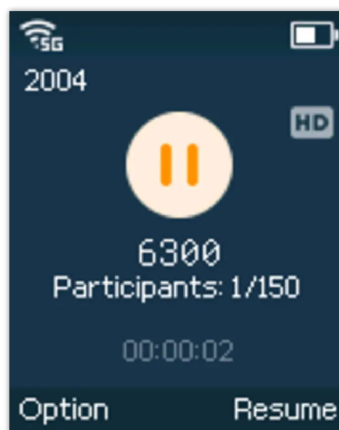 5G
2004
HD
6300
Participants: 1/150
00:00:02
Option Resume